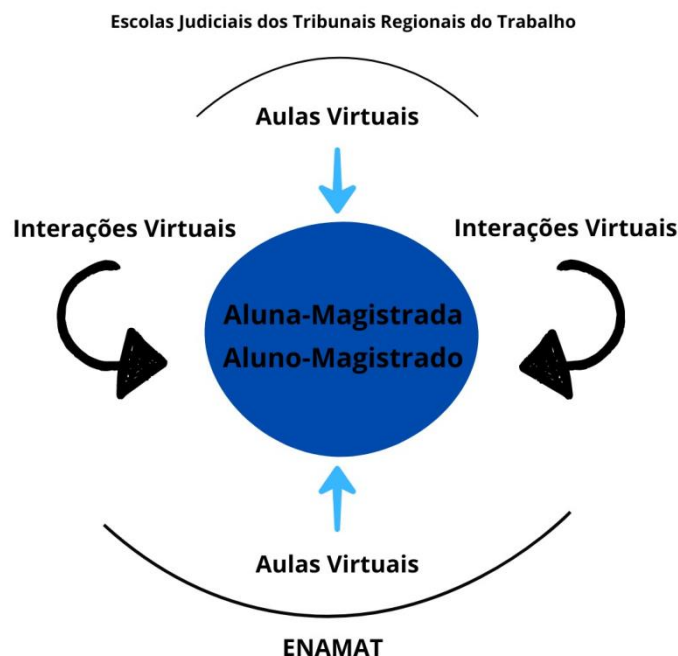 Escolas Judiciais dos Tribunais Regionais do Trabalho
Aulas Virtuais
Interações Virtuais
Interações Virtuais
Aluna-Magistrada
Aluno-Magistrado
Aulas Virtuais
ENAMAT